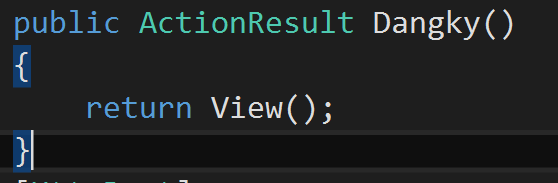 public ActionResult Dangky()
{
return View();
}